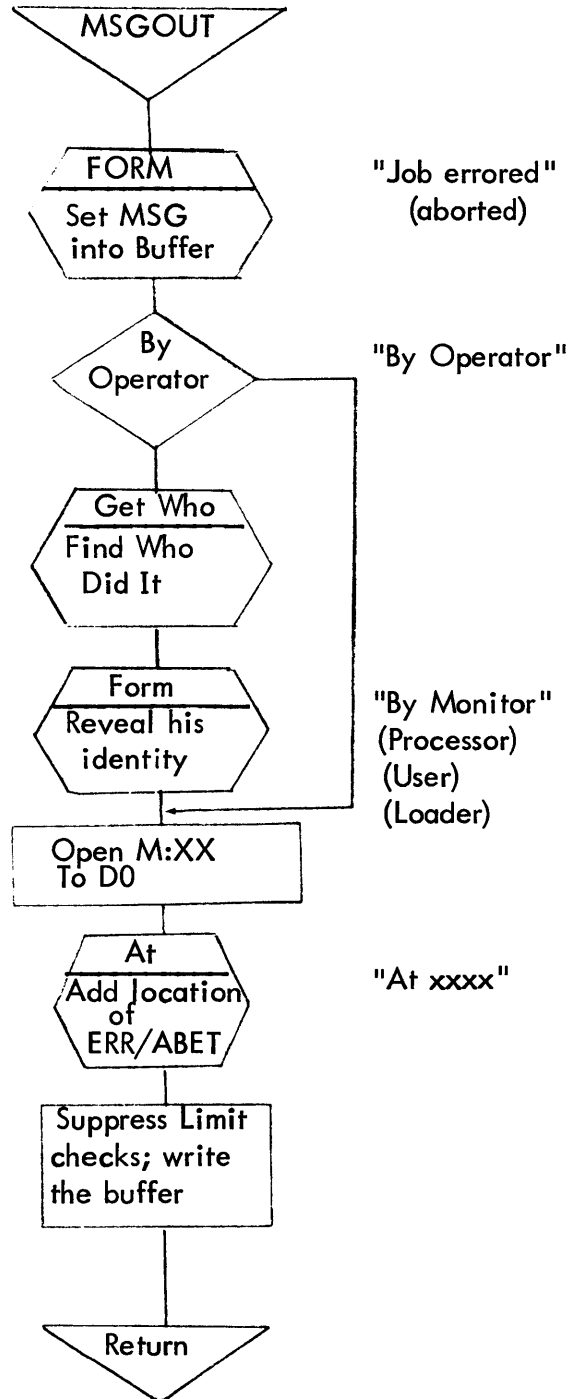 MSGOUT
FORM
Set MSG
into Buffer
"Job errored"
(aborted)
By
Operator
"By Operator"
Get Who
Find Who
Did It
Form
Reveal his
identity
"By Monitor"
(Processor)
(User)
(Loader)
Open M:XX
To D0
At
Add location
of
ERR/ABET
"At xxxx"
Suppress Limit
checks; write
the buffer
Return